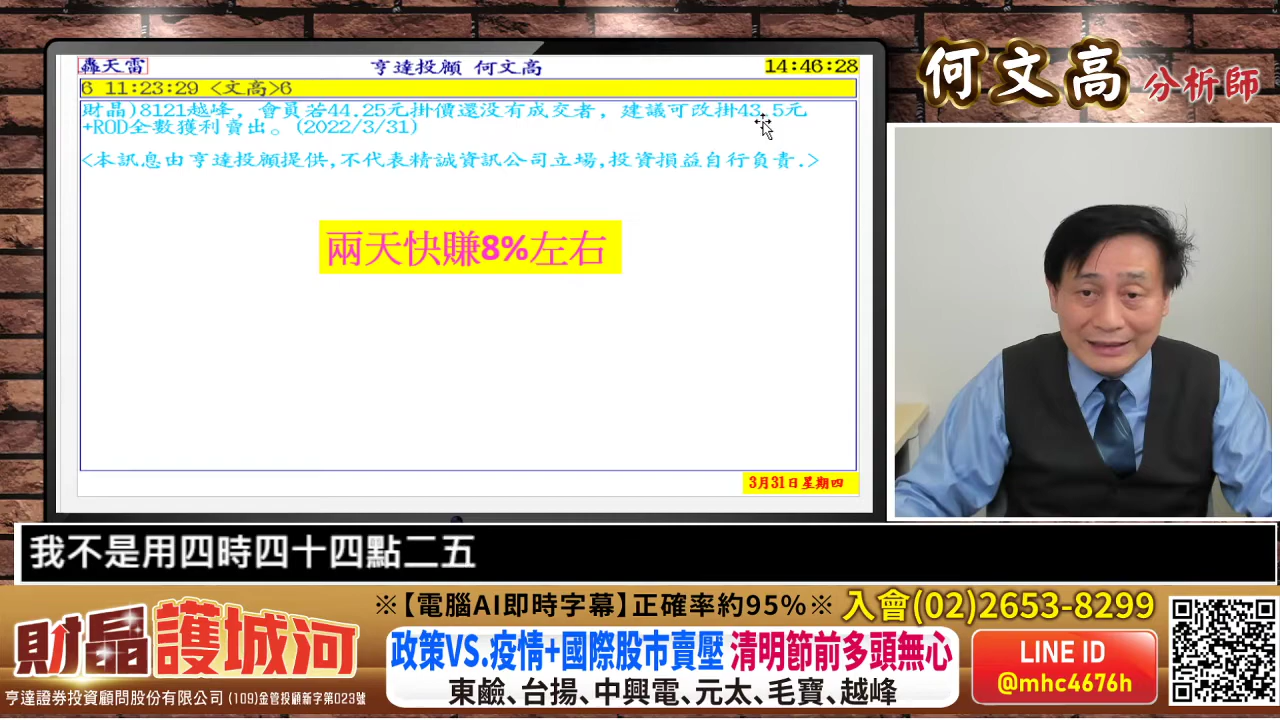 轟天雷
亨達投顧 何文高
14:46:28
6 11:23:29 <文高>6
財晶)8121越峰, 會員若44.25元掛價還没有成交者, 建議可改掛43.5元
+ROD全數獲利賣出。(2022/3/31)
<本訊息由亨達投顧提供,不代表精誠資訊公司立場,投資損益自行負責.>
兩天快賺8%左右
3月31日星期四
何文高 分析師
我不是用四時四十四點二五
財晶護城河
亨達證券投資顧問股份有限公司 (109)金管投顧新字第023號
※【電腦AI即時字幕】正確率約95%※ 入會(02)2653-8299
政策VS.疫情+國際股市賣壓 清明節前多頭無心
東鹼、台揚、中興電、元太、毛寶、越峰
LINE ID
@mhc4676h